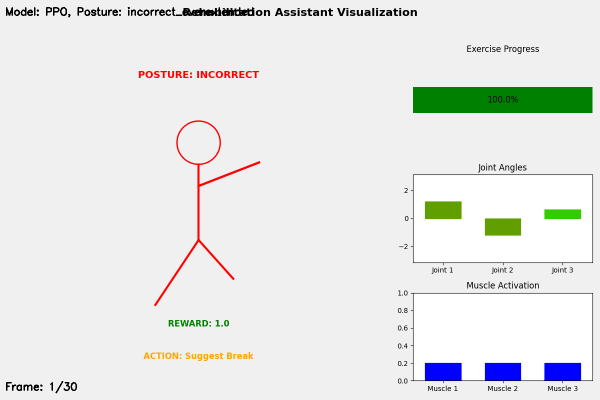 Model: PPO, Posture: incorrect
Assistant Visualization
POSTURE: INCORRECT
REWARD: 1.0
ACTION: Suggest Break
Frame: 1/30
Exercise Progress
100.0%
Joint Angles
2
0
−2
Joint 1 Joint 2 Joint 3
Muscle Activation
1.0
0.8
0.6
0.4
0.2
0.0
Muscle 1 Muscle 2 Muscle 3